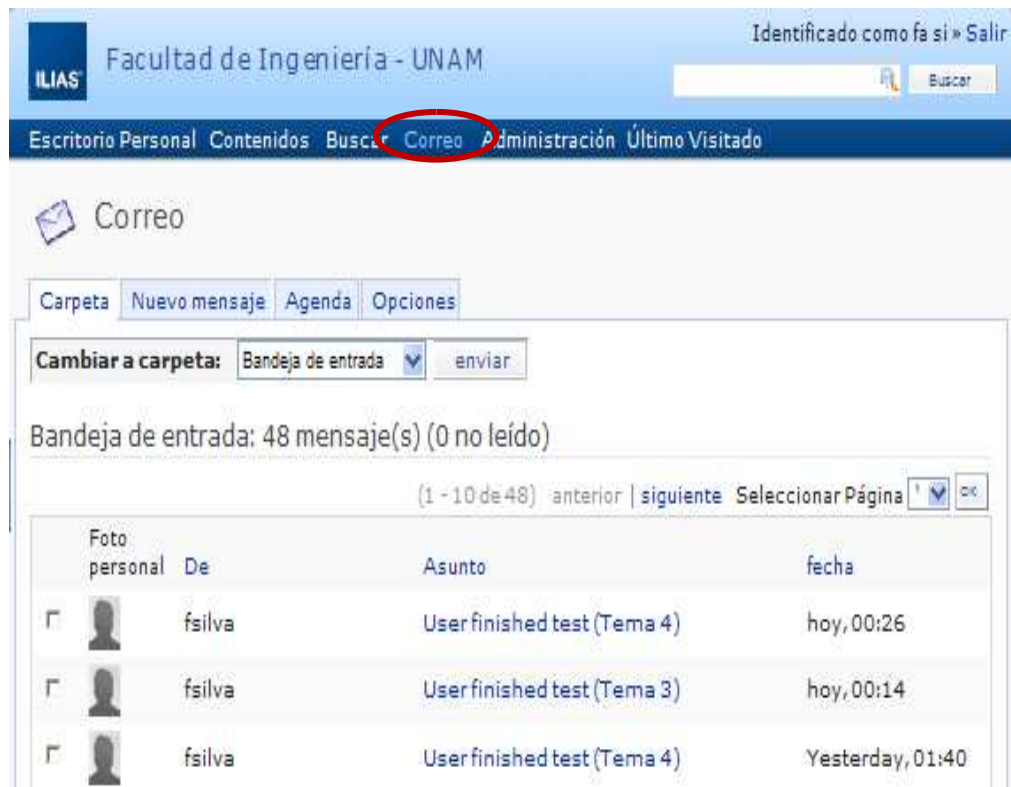 Identificado como fa si » Salir
ILIAS
Facultad de Ingeniería - UNAM
Buscar
Escritorio Personal Contenidos Buscar Correo Administración Último Visitado
Correo
Carpeta Nuevo mensaje Agenda Opciones
Cambiar a carpeta: Bandeja de entrada enviar
Bandeja de entrada: 48 mensaje(s) (0 no leído)
(1 - 10 de 48) anterior | siguiente Seleccionar Página OK
Foto
personal De Asunto fecha
fsilva User finished test (Tema 4) hoy, 00:26
fsilva User finished test (Tema 3) hoy, 00:14
fsilva User finished test (Tema 4) Yesterday, 01:40